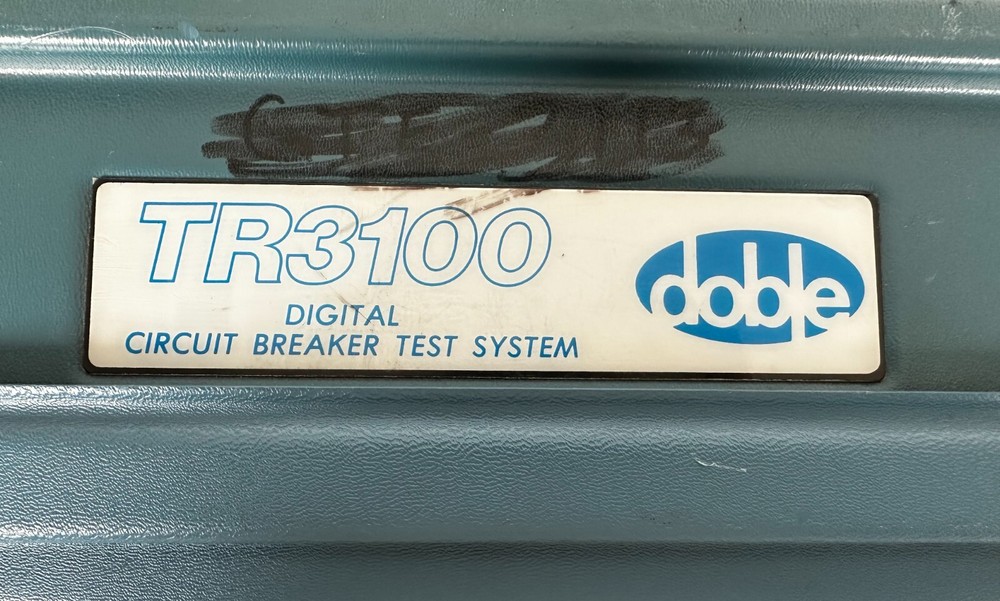 TR3100
DIGITAL
CIRCUIT BREAKER TEST SYSTEM
doble